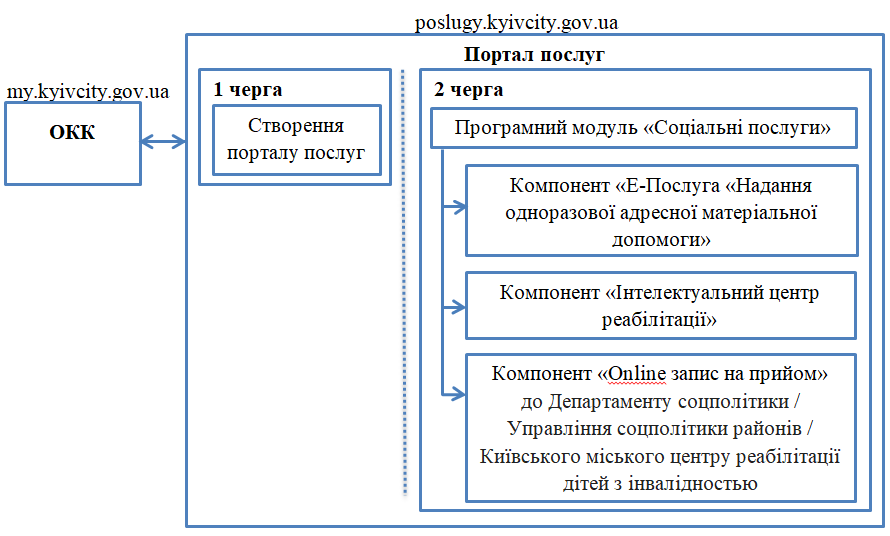 poslugy.kyivcity.gov.ua
Портал послуг
my.kyivcity.gov.ua
ОКК
1 черга
Створення
порталу послуг
2 черга
Програмний модуль «Соціальні послуги»
Компонент «Е-Послуга «Надання
одноразової адресної матеріальної
допомоги»
Компонент «Інтелектуальний центр
реабілітації»
Компонент «Online запис на прийом»
до Департаменту соцполітики /
Управління соцполітики районів /
Київського міського центру реабілітації
дітей з інвалідністю